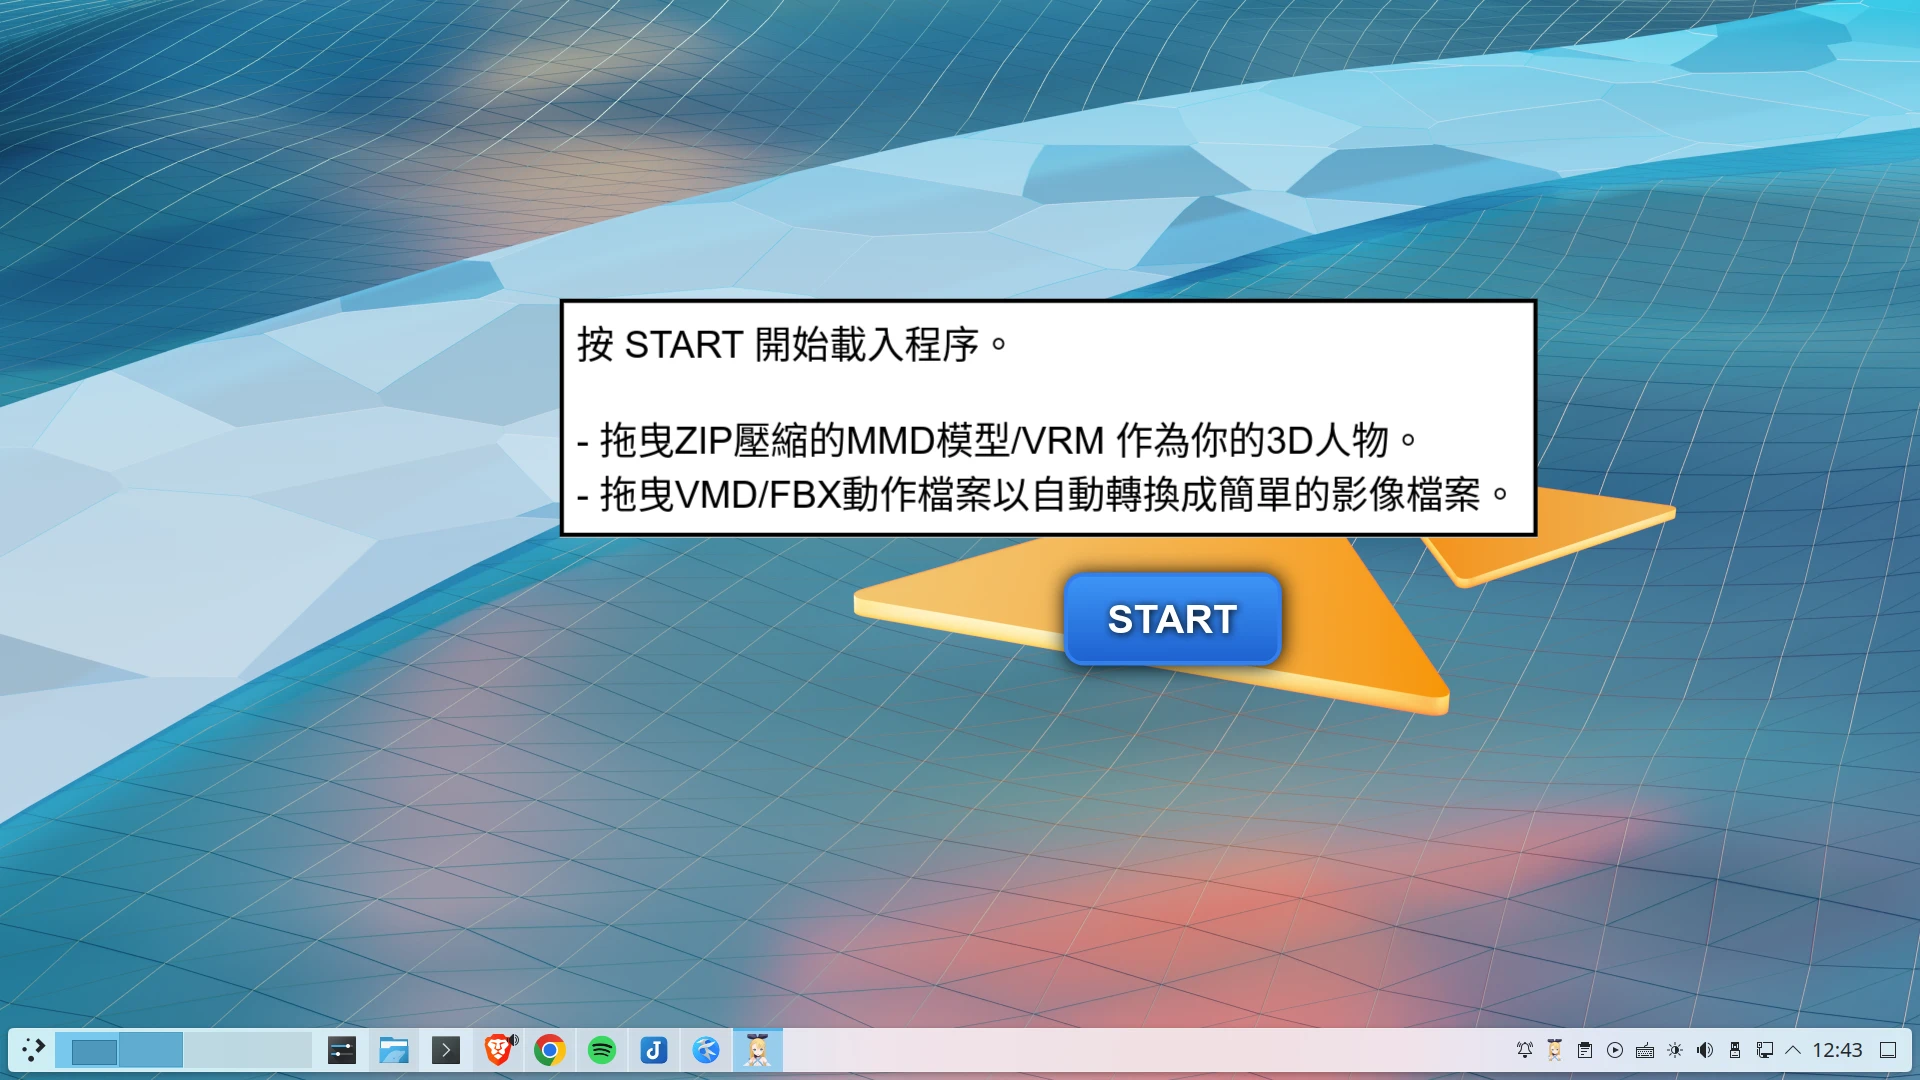 按 START 開始載入程序。
- 拖曳ZIP壓縮的MMD模型/VRM 作為你的3D人物。
- 拖曳VMD/FBX動作檔案以自動轉換成簡單的影像檔案。
START
12:43